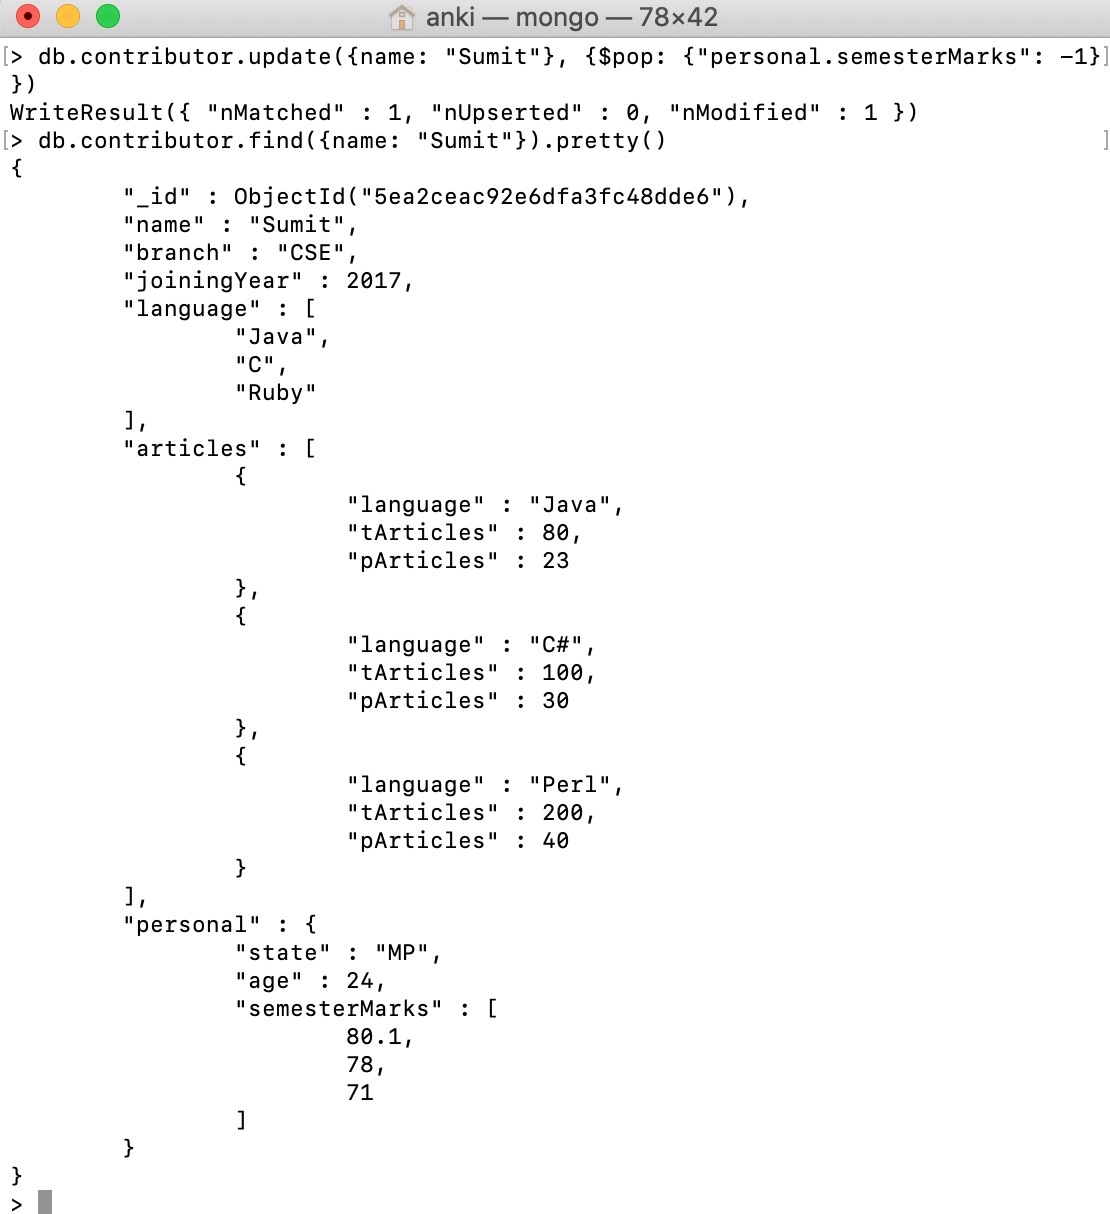 anki — mongo — 78×42
[> db.contributor.update({name: "Sumit"}, {$pop: {"personal.semesterMarks": -1}]
})
WriteResult({ "nMatched" : 1, "nUpserted" : 0, "nModified" : 1 })
[> db.contributor.find({name: "Sumit"}).pretty() ]
{
"_id" : ObjectId("5ea2ceac92e6dfa3fc48dde6"),
"name" : "Sumit",
"branch" : "CSE",
"joiningYear" : 2017,
"language" : [
"Java",
"C",
"Ruby"
],
"articles" : [
{
"language" : "Java",
"tArticles" : 80,
"pArticles" : 23
},
{
"language" : "C#",
"tArticles" : 100,
"pArticles" : 30
},
{
"language" : "Perl",
"tArticles" : 200,
"pArticles" : 40
}
],
"personal" : {
"state" : "MP",
"age" : 24,
"semesterMarks" : [
80.1,
78,
71
]
}
}
>